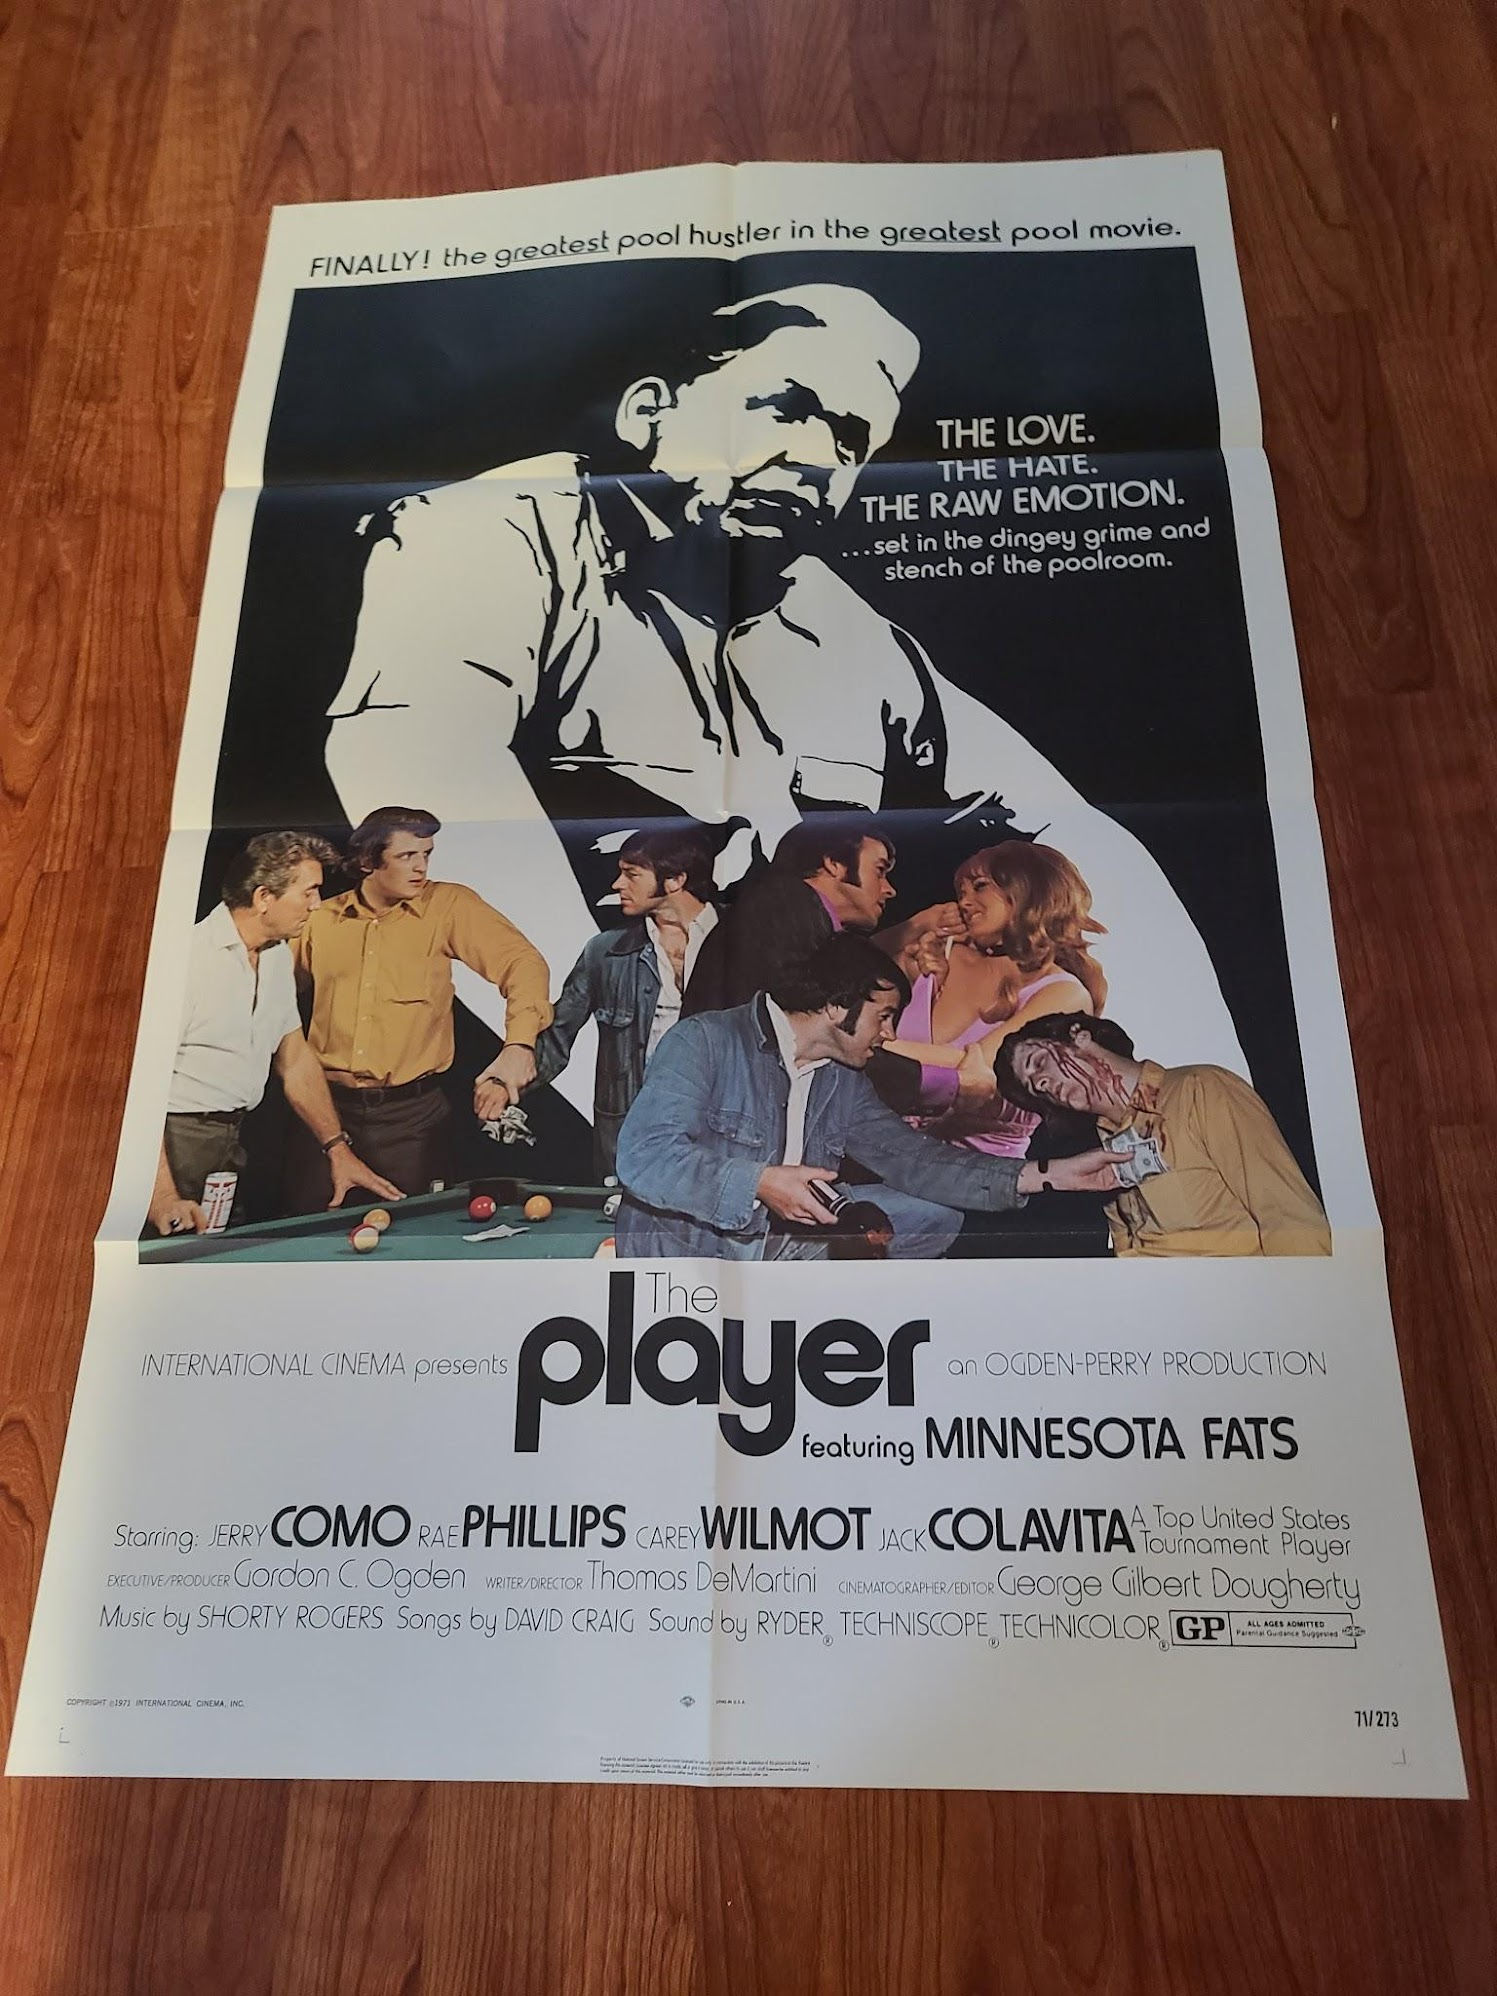 FINALLY! the greatest pool hustler in the greatest pool movie.
THE LOVE.
THE HATE.
THE RAW EMOTION.
...set in the dingey grime and
stench of the poolroom.
The
player
INTERNATIONAL CINEMA presents
an OGDEN-PERRY PRODUCTION
featuring MINNESOTA FATS
Starring: JERRY COMO RAE PHILLIPS CAREY WILMOT JACK COLAVITA A Top United States
Tournament Player
EXECUTIVE/PRODUCER Gordon C. Ogden WRITER/DIRECTOR Thomas DeMartini CINEMATOGRAPHER/EDITOR George Gilbert Dougherty
Music by SHORTY ROGERS Songs by DAVID CRAIG Sound by RYDER® TECHNISCOPE® TECHNICOLOR®
GP ALL AGES ADMITTED
Parental Guidance Suggested
COPYRIGHT ©1971 INTERNATIONAL CINEMA, INC.
71/273